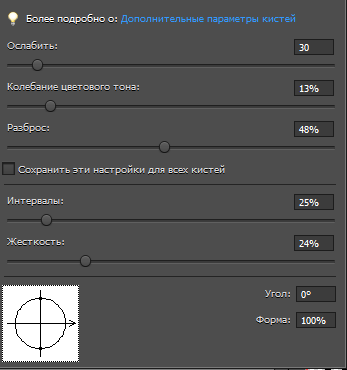 Более подробно о: Дополнительные параметры кистей
Ослабить: 30
Колебание цветового тона: 13%
Разброс: 48%
Сохранить эти настройки для всех кистей
Интервалы: 25%
Жесткость: 24%
Угол: 0°
Форма: 100%